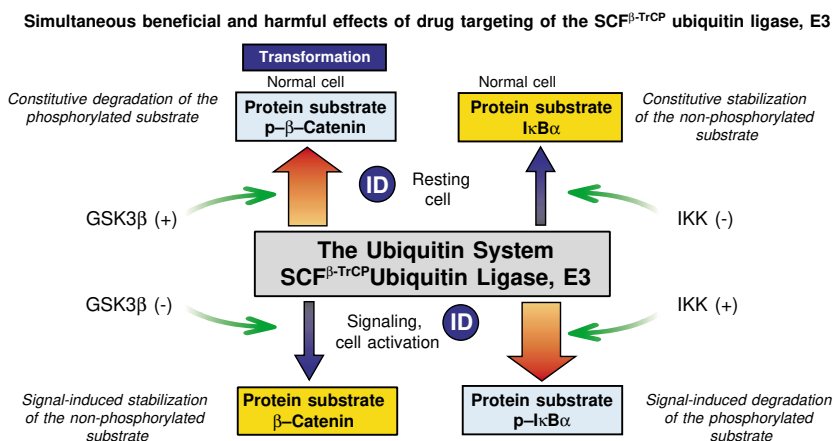 Simultaneous beneficial and harmful effects of drug targeting of the SCFβ-TrCP ubiquitin ligase, E3
Transformation
Normal cell
Normal cell
Constitutive degradation of the
phosphorylated substrate
Protein substrate
p–β–Catenin
Protein substrate
IκBα
Constitutive stabilization
of the non-phosphorylated
substrate
ID
Resting
cell
GSK3β (+)
IKK (-)
The Ubiquitin System
SCFβ-TrCPUbiquitin Ligase, E3
GSK3β (-)
Signaling,
cell activation
ID
IKK (+)
Signal-induced stabilization
of the non-phosphorylated
substrate
Protein substrate
β-Catenin
Protein substrate
p-IκBα
Signal-induced degradation
of the phosphorylated
substrate